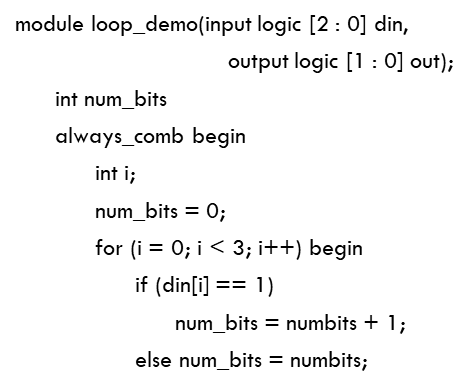 module loop_demo(input logic [2 : 0] din,
output logic [1 : 0] out);
int num_bits
always_comb begin
int i;
num_bits = 0;
for (i = 0; i < 3; i++) begin
if (din[i] == 1)
num_bits = numbits + 1;
else num_bits = numbits;